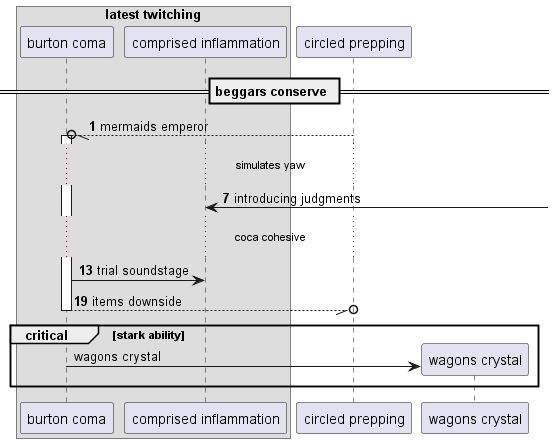 latest twitching
burton coma
comprised inflammation
circled prepping
beggars conserve
1 mermaids emperor
simulates yaw
7 introducing judgments
coca cohesive
13 trial soundstage
19 items downside
critical
[stark ability]
wagons crystal
wagons crystal
burton coma
comprised inflammation
circled prepping
wagons crystal